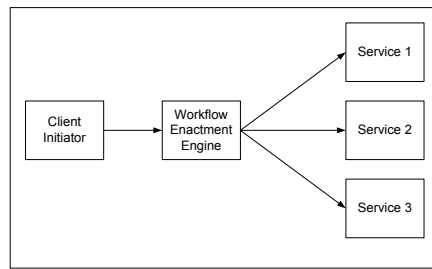 Client
Initiator
Workflow
Enactment
Engine
Service 1
Service 2
Service 3